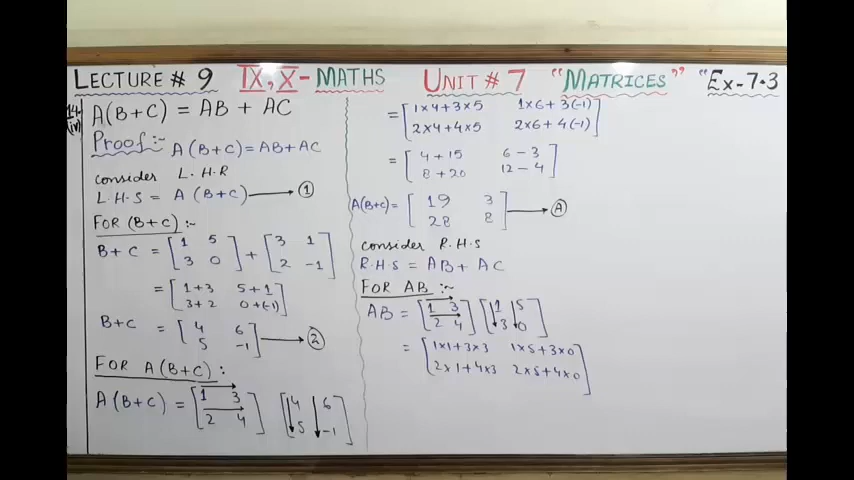 LECTURE # 9 IX, X - MATHS UNIT # 7 "MATRICES" "Ex-7.3
14 (iv) A(B+C) = AB + AC
Proof:- A(B+C) = AB + AC
consider L.H.R
L.H.S = A (B+C) → ①
FOR (B+C) :-
B+C = [1 5
3 0] + [3 1
2 -1]
= [1+3 5+1
3+2 0+(-1)]
B+C = [4 6
5 -1] → ②
FOR A(B+C) :
A(B+C) = [1 3
2 4] [4 6
5 -1]
= [1×4+3×5 1×6+3(-1)
2×4+4×5 2×6+4(-1)]
= [4+15 6-3
8+20 12-4]
A(B+C) = [19 3
28 8] → Ⓐ
consider R.H.S
R.H.S = AB + AC
FOR AB :-
AB = [1 3
2 4] [1 5
3 0]
= [1×1+3×3 1×5+3×0
2×1+4×3 2×5+4×0]